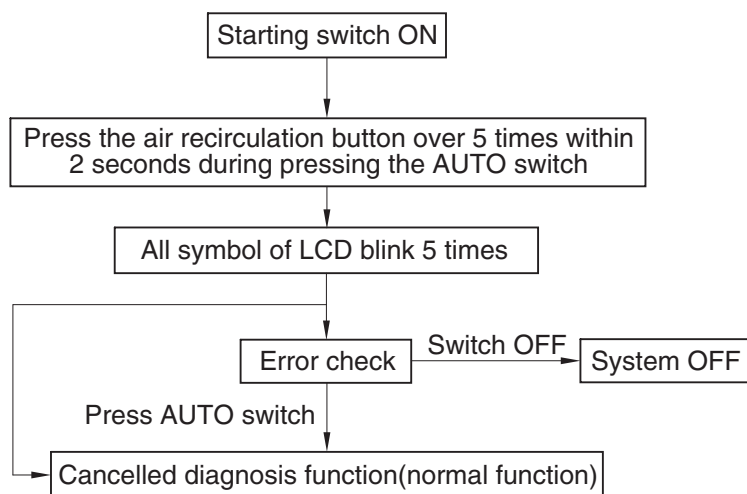 Starting switch ON
Press the air recirculation button over 5 times within
2 seconds during pressing the AUTO switch
All symbol of LCD blink 5 times
Error check
Switch OFF
System OFF
Press AUTO switch
Cancelled diagnosis function(normal function)